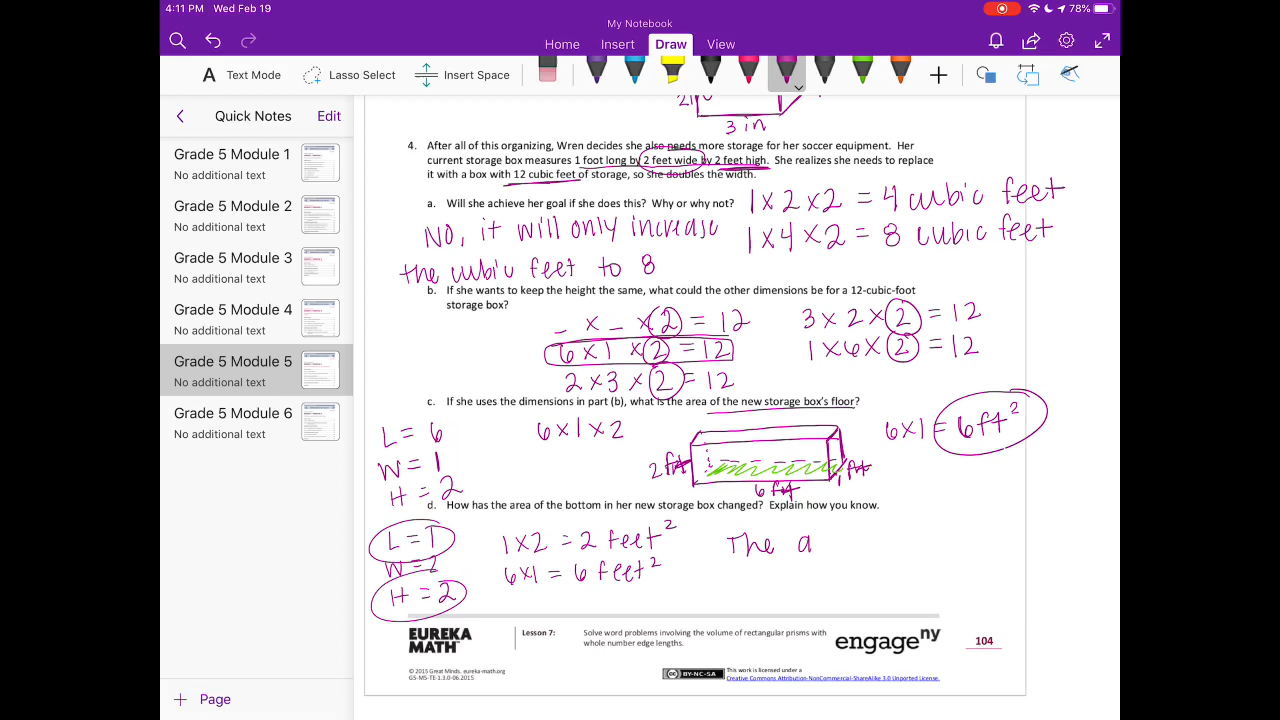 4:11 PM Wed Feb 19
78%
My Notebook
Home Insert Draw View
A Text Mode Lasso Select Insert Space
Quick Notes Edit
Grade 5 Module 1
No additional text
Grade 5 Module 2
No additional text
Grade 5 Module 3
No additional text
Grade 5 Module 4
No additional text
Grade 5 Module 5
No additional text
Grade 5 Module 6
No additional text
+ Page
3 in
4. After all of this organizing, Wren decides she also needs more storage for her soccer equipment. Her
current storage box measures 1 foot long by 2 feet wide by 2 feet high. She realizes she needs to replace
it with a box with 12 cubic feet of storage, so she doubles the width.
a. Will she achieve her goal if she does this? Why or why not?
1 x 2 x 2 = 4 cubic feet
1 x 4 x 2 = 8 cubic feet
No, it will only increase
the cubic feet to 8
b. If she wants to keep the height the same, what could the other dimensions be for a 12-cubic-foot
storage box?
_ x _ x 2 = 12
6 x 1 x 2 = 12
2 x 3 x 2 = 12
3 x 2 x 2 = 12
1 x 6 x 2 = 12
c. If she uses the dimensions in part (b), what is the area of the new storage box's floor?
L = 6
W = 1
H = 2
6 x 1 x 2
2 ft
6 ft
1 ft
6 x 1 = 6 ft²
d. How has the area of the bottom in her new storage box changed? Explain how you know.
L = 1
W = 2
H = 2
1 x 2 = 2 feet²
6 x 1 = 6 feet²
The a
EUREKA
MATH™
Lesson 7: Solve word problems involving the volume of rectangular prisms with
whole number edge lengths.
engage ny
104
© 2015 Great Minds. eureka-math.org
G5-M5-TE-1.3.0-06.2015
CC BY-NC-SA
This work is licensed under a
Creative Commons Attribution-NonCommercial-ShareAlike 3.0 Unported License.